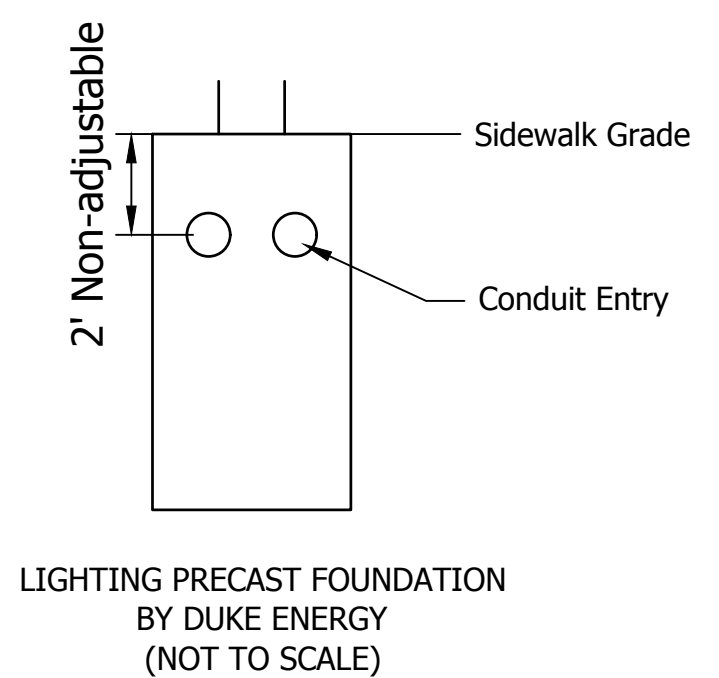 2' Non-adjustable
Sidewalk Grade
Conduit Entry
LIGHTING PRECAST FOUNDATION
BY DUKE ENERGY
(NOT TO SCALE)